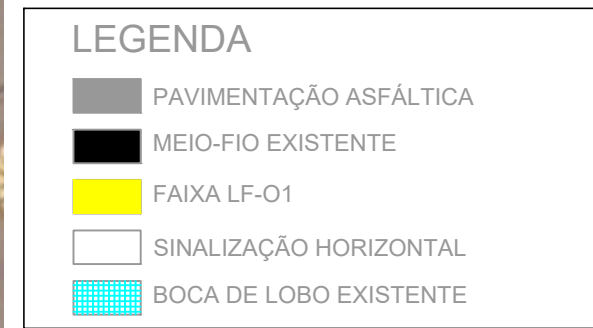 LEGENDA
PAVIMENTAÇÃO ASFÁLTICA
MEIO-FIO EXISTENTE
FAIXA LF-O1
SINALIZAÇÃO HORIZONTAL
BOCA DE LOBO EXISTENTE